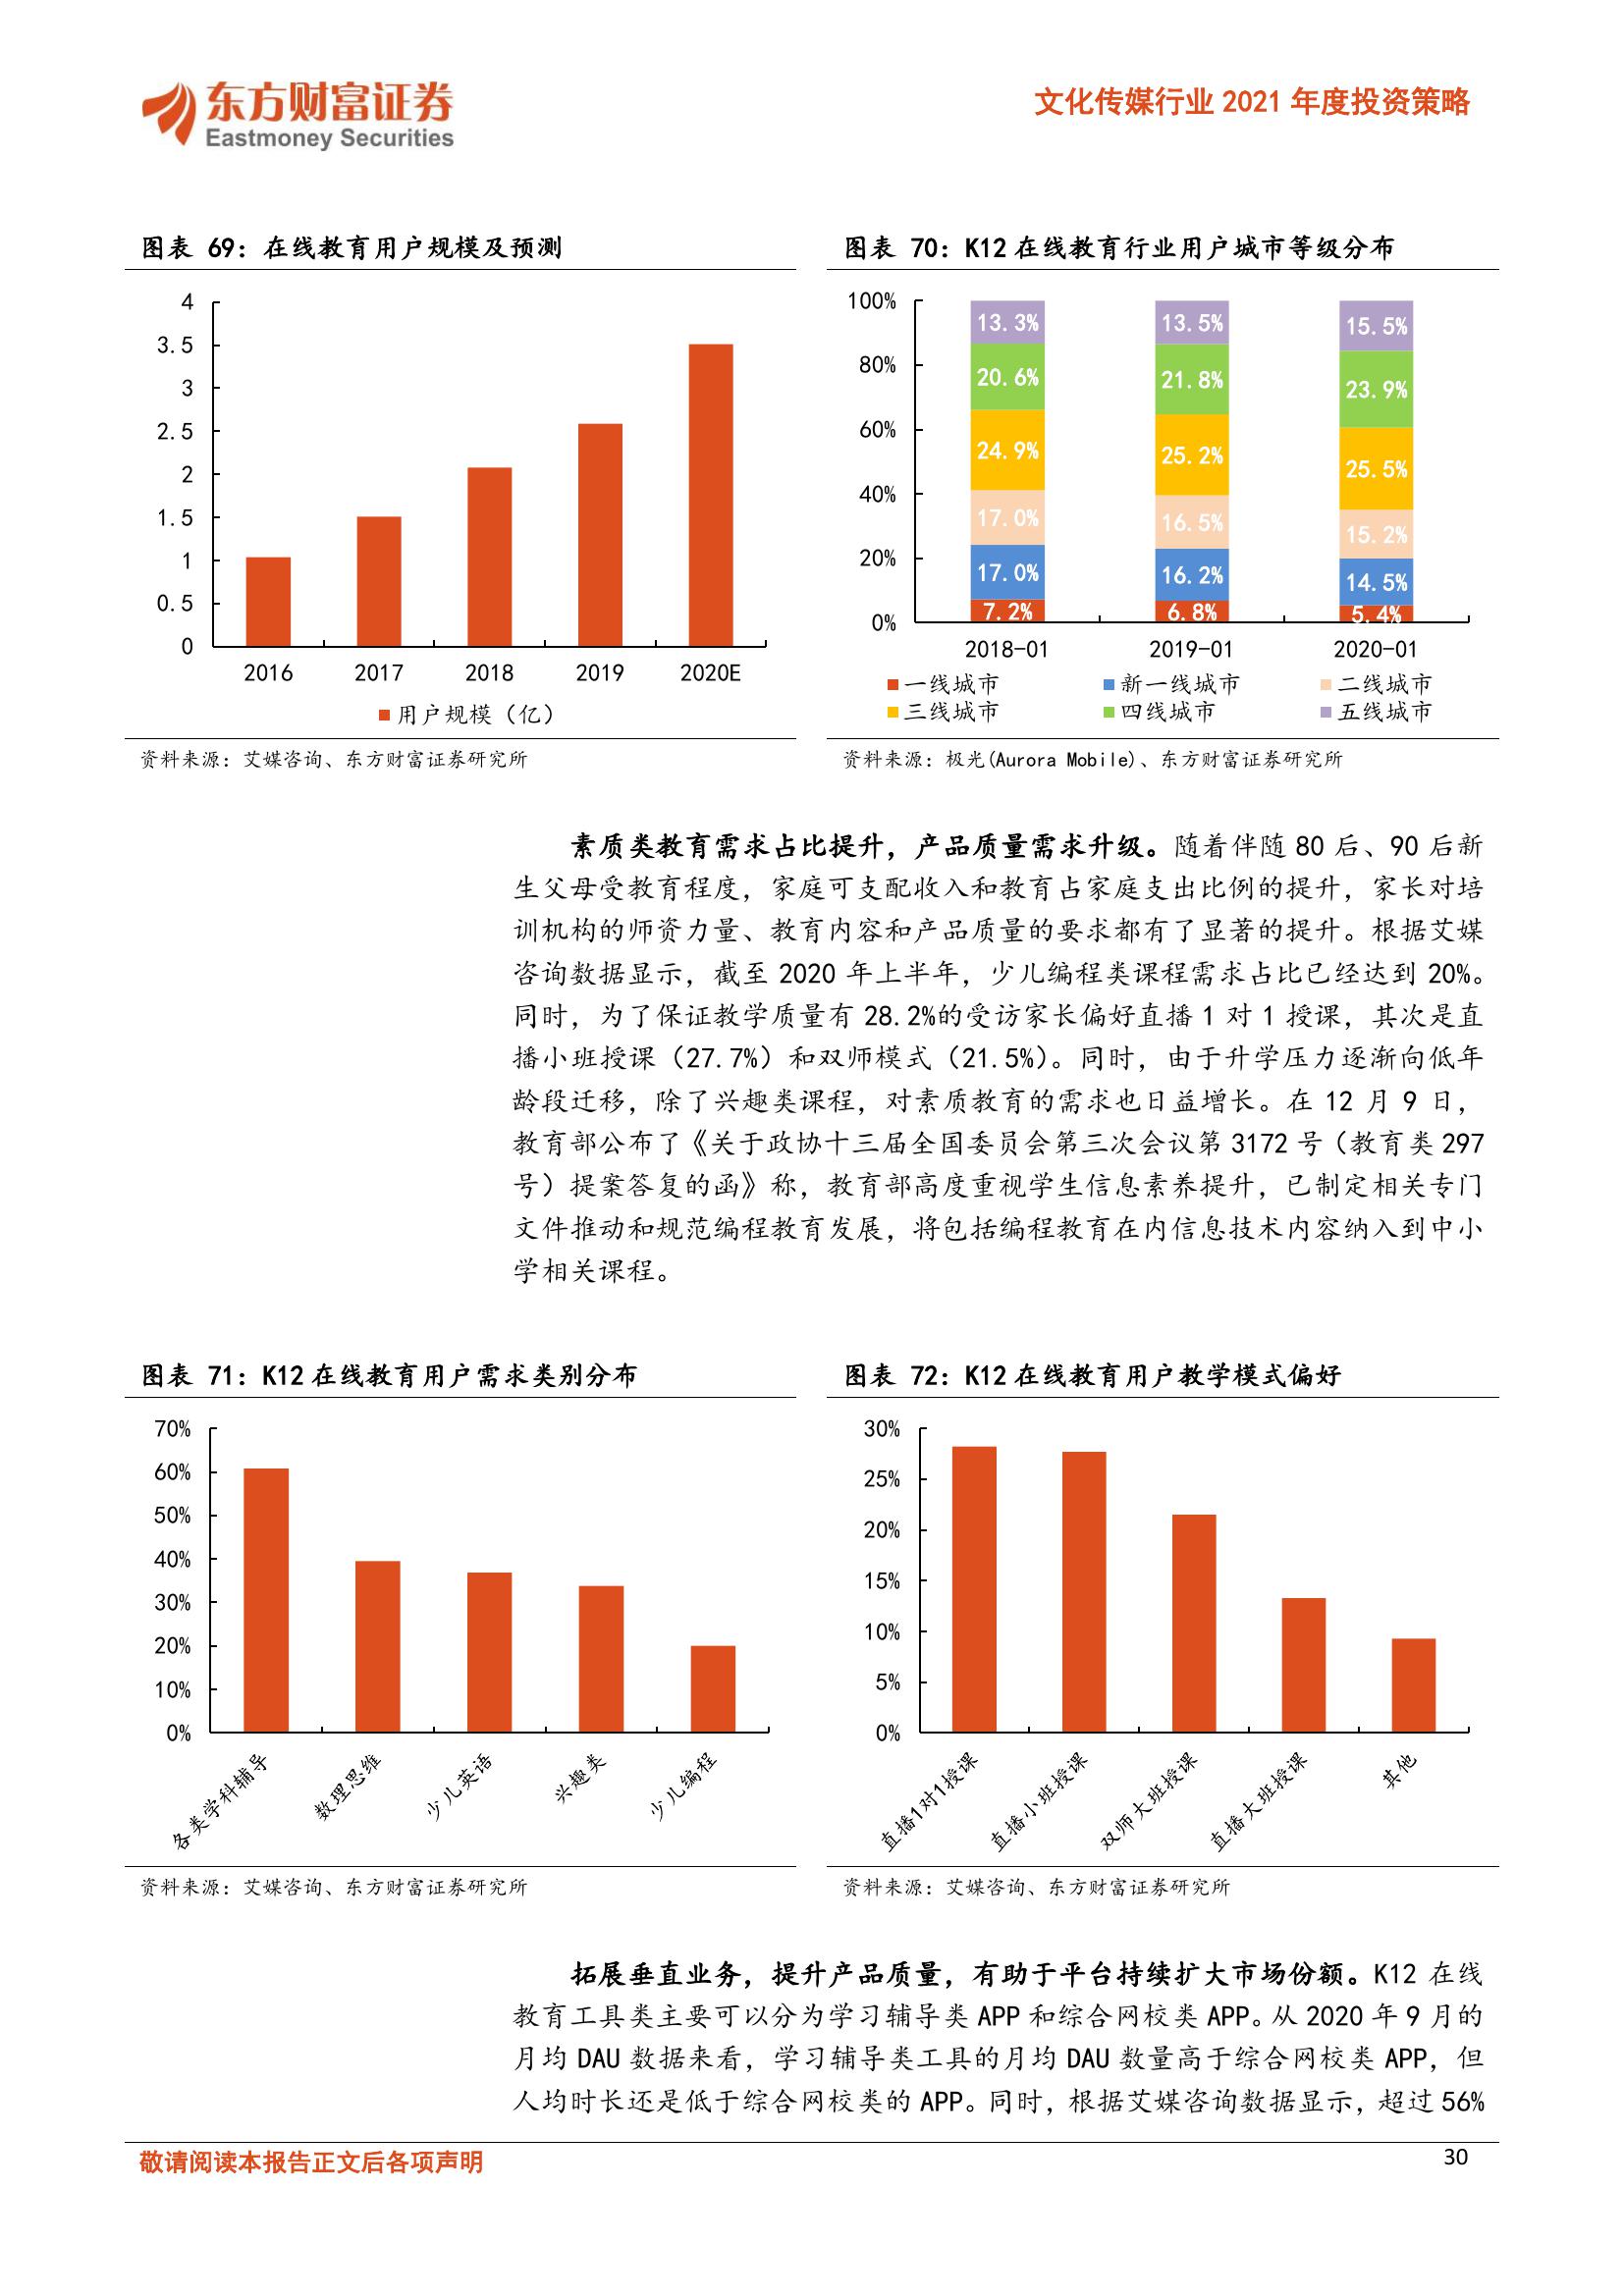 东方财富证券
Eastmoney Securities
文化传媒行业 2021 年度投资策略
图表 69：在线教育用户规模及预测
4
3.5
3
2.5
2
1.5
1
0.5
0
2016 2017 2018 2019 2020E
用户规模（亿）
资料来源：艾媒咨询、东方财富证券研究所
图表 70：K12 在线教育行业用户城市等级分布
100%
80%
60%
40%
20%
0%
13.3% 13.5% 15.5%
20.6% 21.8% 23.9%
24.9% 25.2% 25.5%
17.0% 16.5% 15.2%
17.0% 16.2% 14.5%
7.2% 6.8% 5.4%
2018-01 2019-01 2020-01
一线城市 新一线城市 二线城市
三线城市 四线城市 五线城市
资料来源：极光(Aurora Mobile)、东方财富证券研究所
素质类教育需求占比提升，产品质量需求升级。随着伴随 80 后、90 后新
生父母受教育程度，家庭可支配收入和教育占家庭支出比例的提升，家长对培
训机构的师资力量、教育内容和产品质量的要求都有了显著的提升。根据艾媒
咨询数据显示，截至 2020 年上半年，少儿编程类课程需求占比已经达到 20%。
同时，为了保证教学质量有 28.2%的受访家长偏好直播 1 对 1 授课，其次是直
播小班授课（27.7%）和双师模式（21.5%）。同时，由于升学压力逐渐向低年
龄段迁移，除了兴趣类课程，对素质教育的需求也日益增长。在 12 月 9 日，
教育部公布了《关于政协十三届全国委员会第三次会议第 3172 号（教育类 297
号）提案答复的函》称，教育部高度重视学生信息素养提升，已制定相关专门
文件推动和规范编程教育发展，将包括编程教育在内信息技术内容纳入到中小
学相关课程。
图表 71：K12 在线教育用户需求类别分布
70%
60%
50%
40%
30%
20%
10%
0%
各类学科辅导 数理思维 少儿英语 兴趣类 少儿编程
资料来源：艾媒咨询、东方财富证券研究所
图表 72：K12 在线教育用户教学模式偏好
30%
25%
20%
15%
10%
5%
0%
直播1对1授课 直播小班授课 双师大班授课 直播大班授课 其他
资料来源：艾媒咨询、东方财富证券研究所
拓展垂直业务，提升产品质量，有助于平台持续扩大市场份额。K12 在线
教育工具类主要可以分为学习辅导类 APP 和综合网校类 APP。从 2020 年 9 月的
月均 DAU 数据来看，学习辅导类工具的月均 DAU 数量高于综合网校类 APP，但
人均时长还是低于综合网校类的 APP。同时，根据艾媒咨询数据显示，超过 56%
敬请阅读本报告正文后各项声明
30